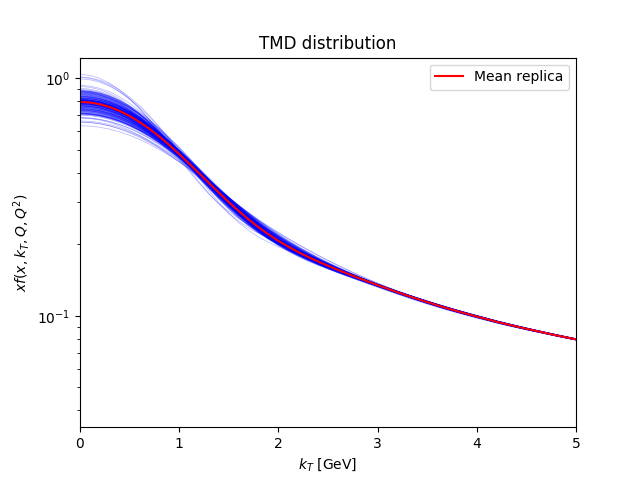 TMD distribution
Mean replica
10⁰
10⁻¹
xf(x, k_T, Q, Q²)
0 1 2 3 4 5
k_T [GeV]